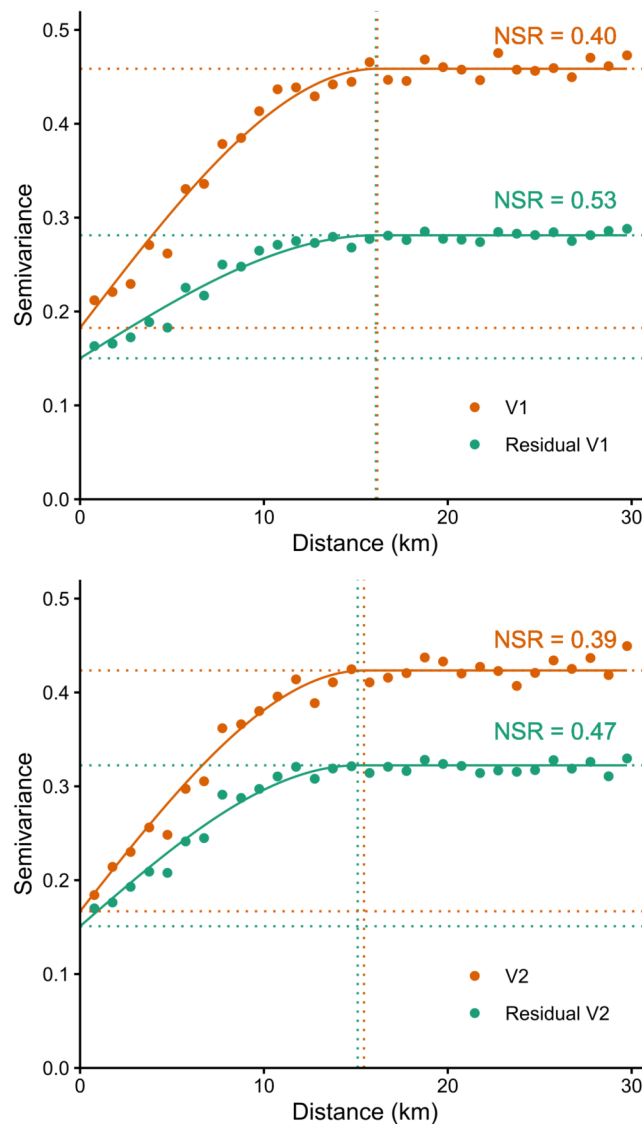 0.5
NSR = 0.40
0.4
0.3
NSR = 0.53
Semivariance
0.2
0.1
V1
Residual V1
0.0
0 10 20 30
Distance (km)
0.5
NSR = 0.39
0.4
NSR = 0.47
0.3
Semivariance
0.2
0.1
V2
Residual V2
0.0
0 10 20 30
Distance (km)